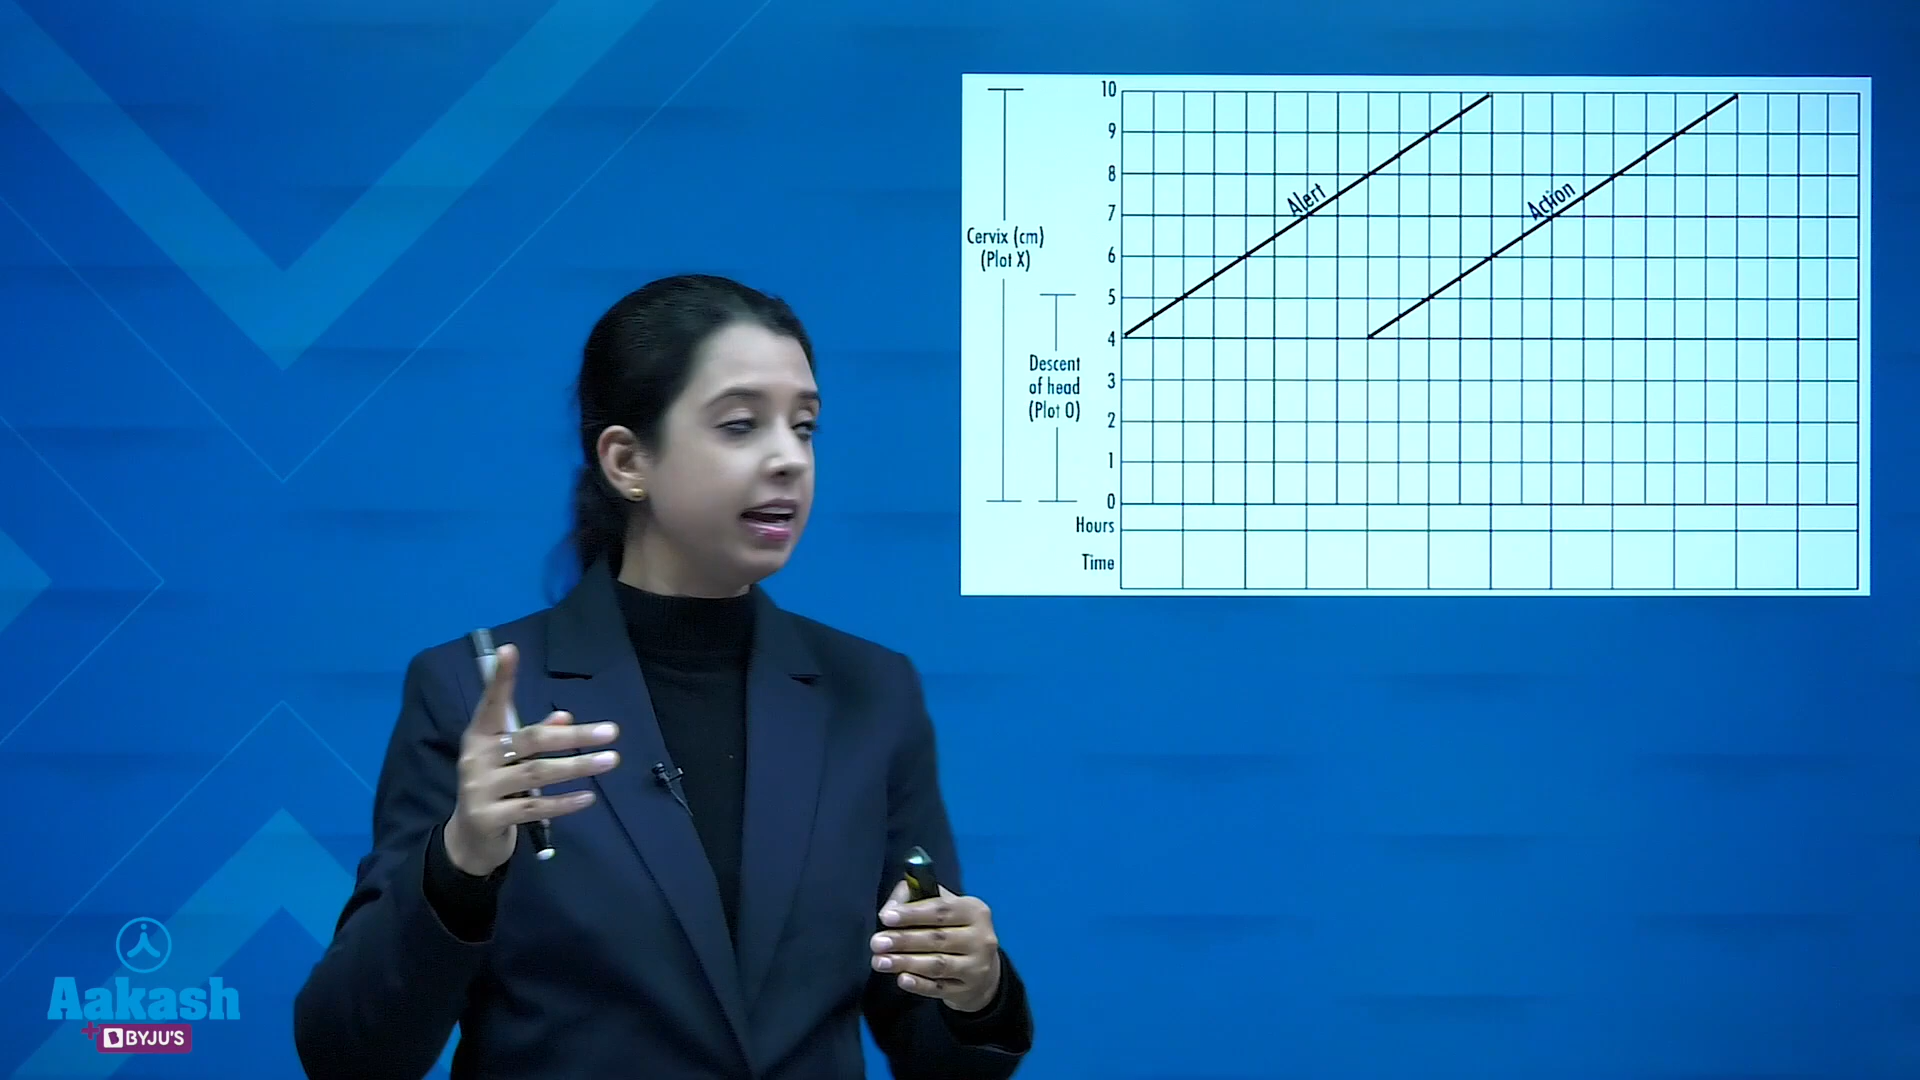 10
9
8
7
6
5
4
3
2
1
0
Cervix (cm)
(Plot X)
Descent
of head
(Plot O)
Alert
Action
Hours
Time
Aakash
+ BYJU'S